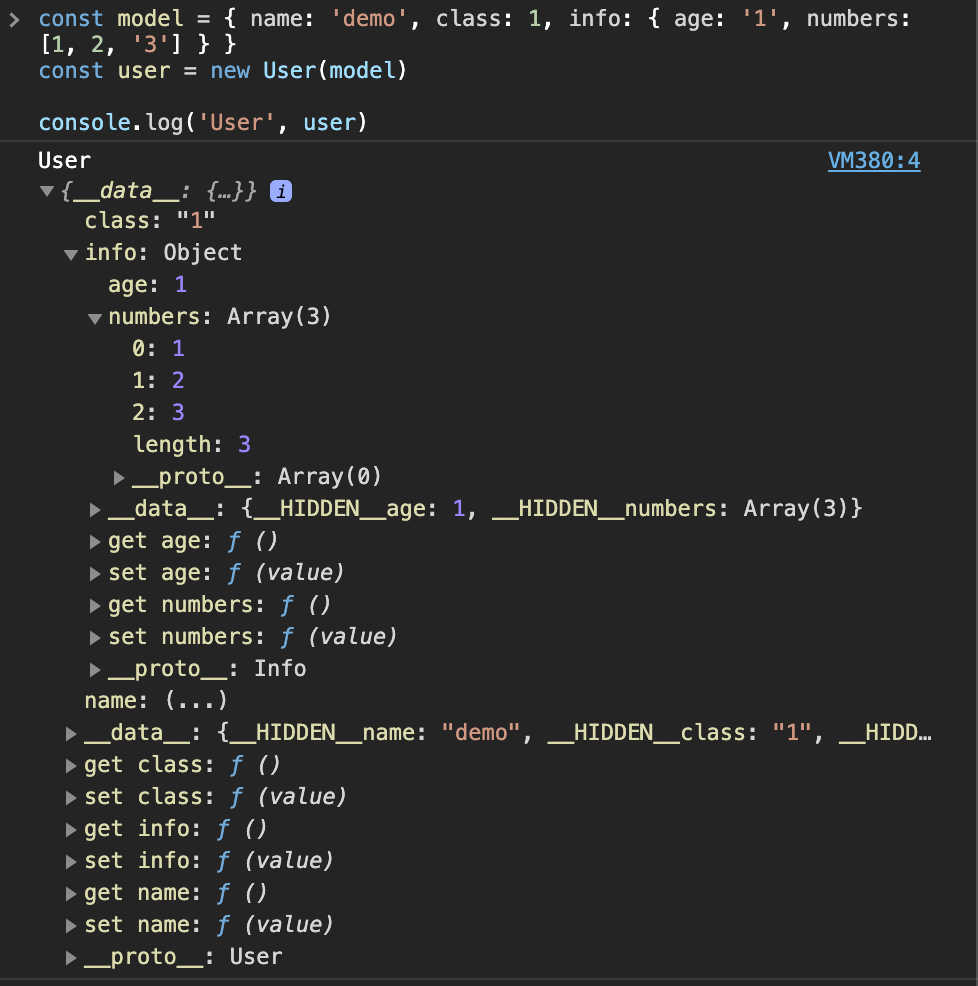 > const model = { name: 'demo', class: 1, info: { age: '1', numbers:
[1, 2, '3'] } }
const user = new User(model)
console.log('User', user)
User VM380:4
▼{__data__: {…}} i
class: "1"
▼info: Object
age: 1
▼numbers: Array(3)
0: 1
1: 2
2: 3
length: 3
▶__proto__: Array(0)
▶__data__: {__HIDDEN__age: 1, __HIDDEN__numbers: Array(3)}
▶get age: ƒ ()
▶set age: ƒ (value)
▶get numbers: ƒ ()
▶set numbers: ƒ (value)
▶__proto__: Info
name: (...)
▶__data__: {__HIDDEN__name: "demo", __HIDDEN__class: "1", __HIDD…
▶get class: ƒ ()
▶set class: ƒ (value)
▶get info: ƒ ()
▶set info: ƒ (value)
▶get name: ƒ ()
▶set name: ƒ (value)
▶__proto__: User